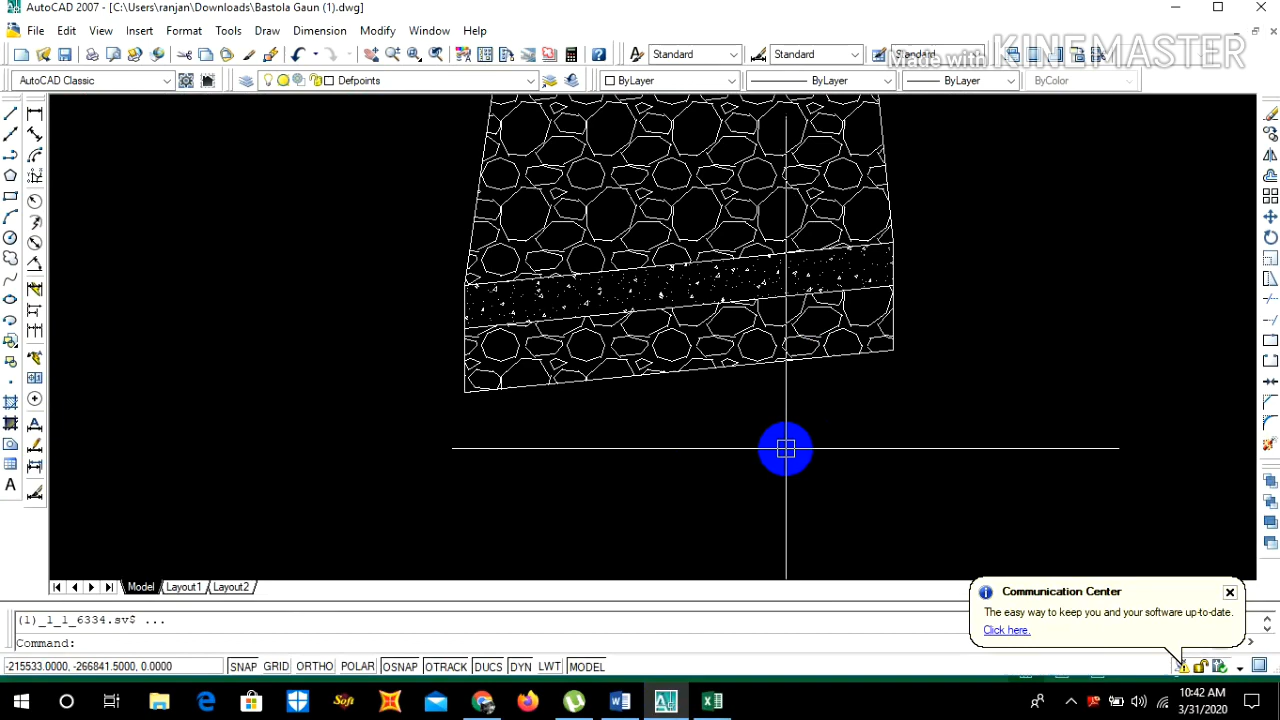 AutoCAD 2007 - [C:\Users\ranjan\Downloads\Bastola Gaun (1).dwg]
File Edit View Insert Format Tools Draw Dimension Modify Window Help
Standard Standard Standard
Made with KINEMASTER
AutoCAD Classic Defpoints ByLayer ByLayer ByLayer ByColor
A
Model Layout1 Layout2
Communication Center
The easy way to keep you and your software up-to-date.
Click here.
(1)_1_1_6334.sv$ ...
Command:
-215533.0000, -266841.5000, 0.0000 SNAP GRID ORTHO POLAR OSNAP OTRACK DUCS DYN LWT MODEL
Soft
10:42 AM
3/31/2020